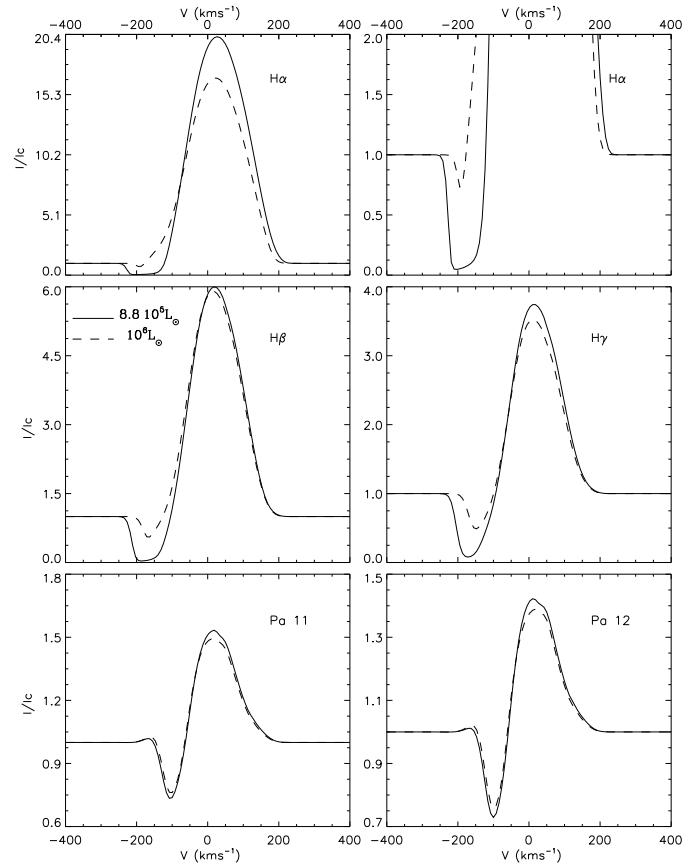 V (kms⁻¹) V (kms⁻¹)
−400 −200 0 200 400 −400 −200 0 200 400
20.4 2.0
Hα Hα
15.3 1.5
I/Ic
10.2 1.0
5.1 0.5
0.0 0.0
6.0 4.0
8.8 10⁵L☉
10⁶L☉
Hβ Hγ
4.5 3.0
I/Ic
3.0 2.0
1.5 1.0
0.0 0.0
1.8 1.5
Pa 11 Pa 12
1.5 1.3
I/Ic
1.2 1.1
0.9 0.9
0.6 0.7
−400 −200 0 200 400 −400 −200 0 200 400
V (kms⁻¹) V (kms⁻¹)